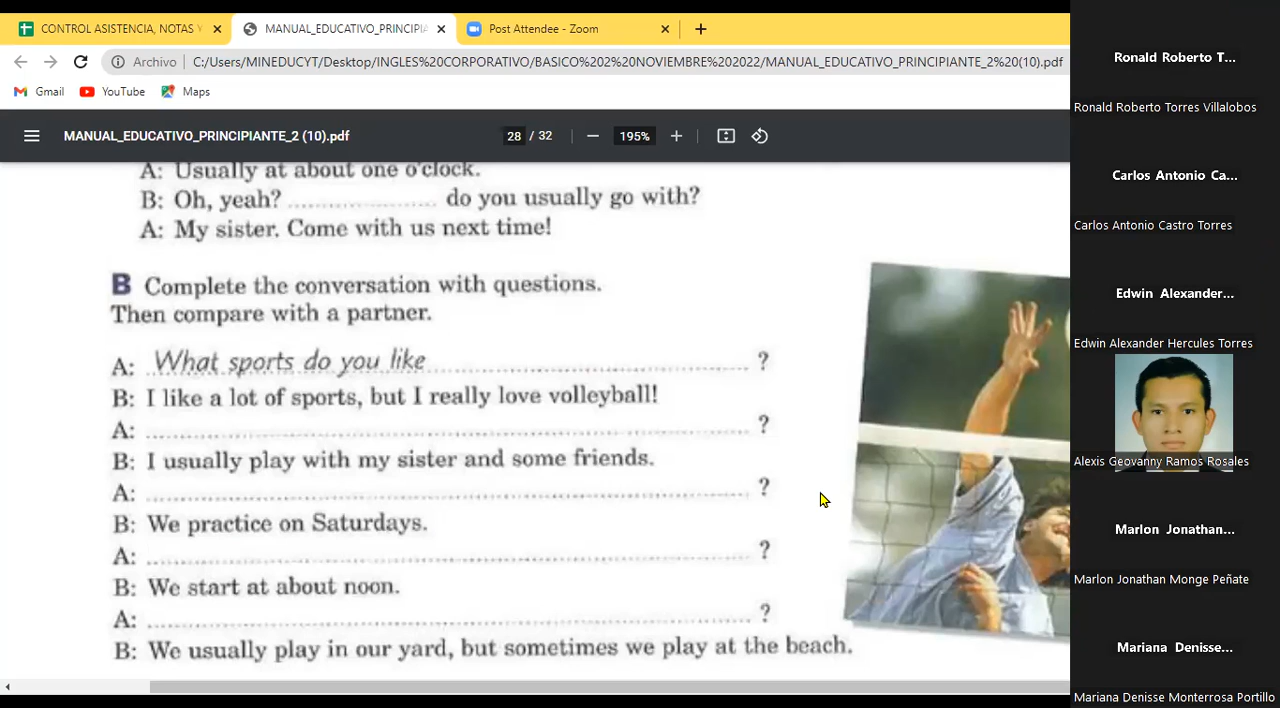 CONTROL ASISTENCIA, NOTAS Y
MANUAL_EDUCATIVO_PRINCIPIA
Post Attendee - Zoom
Archivo
C:/Users/MINEDUCYT/Desktop/INGLES%20CORPORATIVO/BASICO%202%20NOVIEMBRE%202022/MANUAL_EDUCATIVO_PRINCIPIANTE_2%20(10).pdf
Gmail YouTube Maps
MANUAL_EDUCATIVO_PRINCIPIANTE_2 (10).pdf 28 / 32 195%
A: Usually at about one o'clock.
B: Oh, yeah? .................... do you usually go with?
A: My sister. Come with us next time!
B Complete the conversation with questions.
Then compare with a partner.
A: What sports do you like ?
B: I like a lot of sports, but I really love volleyball!
A: ?
B: I usually play with my sister and some friends.
A: ?
B: We practice on Saturdays.
A: ?
B: We start at about noon.
A: ?
B: We usually play in our yard, but sometimes we play at the beach.
Ronald Roberto T...
Ronald Roberto Torres Villalobos
Carlos Antonio Ca...
Carlos Antonio Castro Torres
Edwin Alexander...
Edwin Alexander Hercules Torres
Alexis Geovanny Ramos Rosales
Marlon Jonathan...
Marlon Jonathan Monge Peñate
Mariana Denisse...
Mariana Denisse Monterrosa Portillo